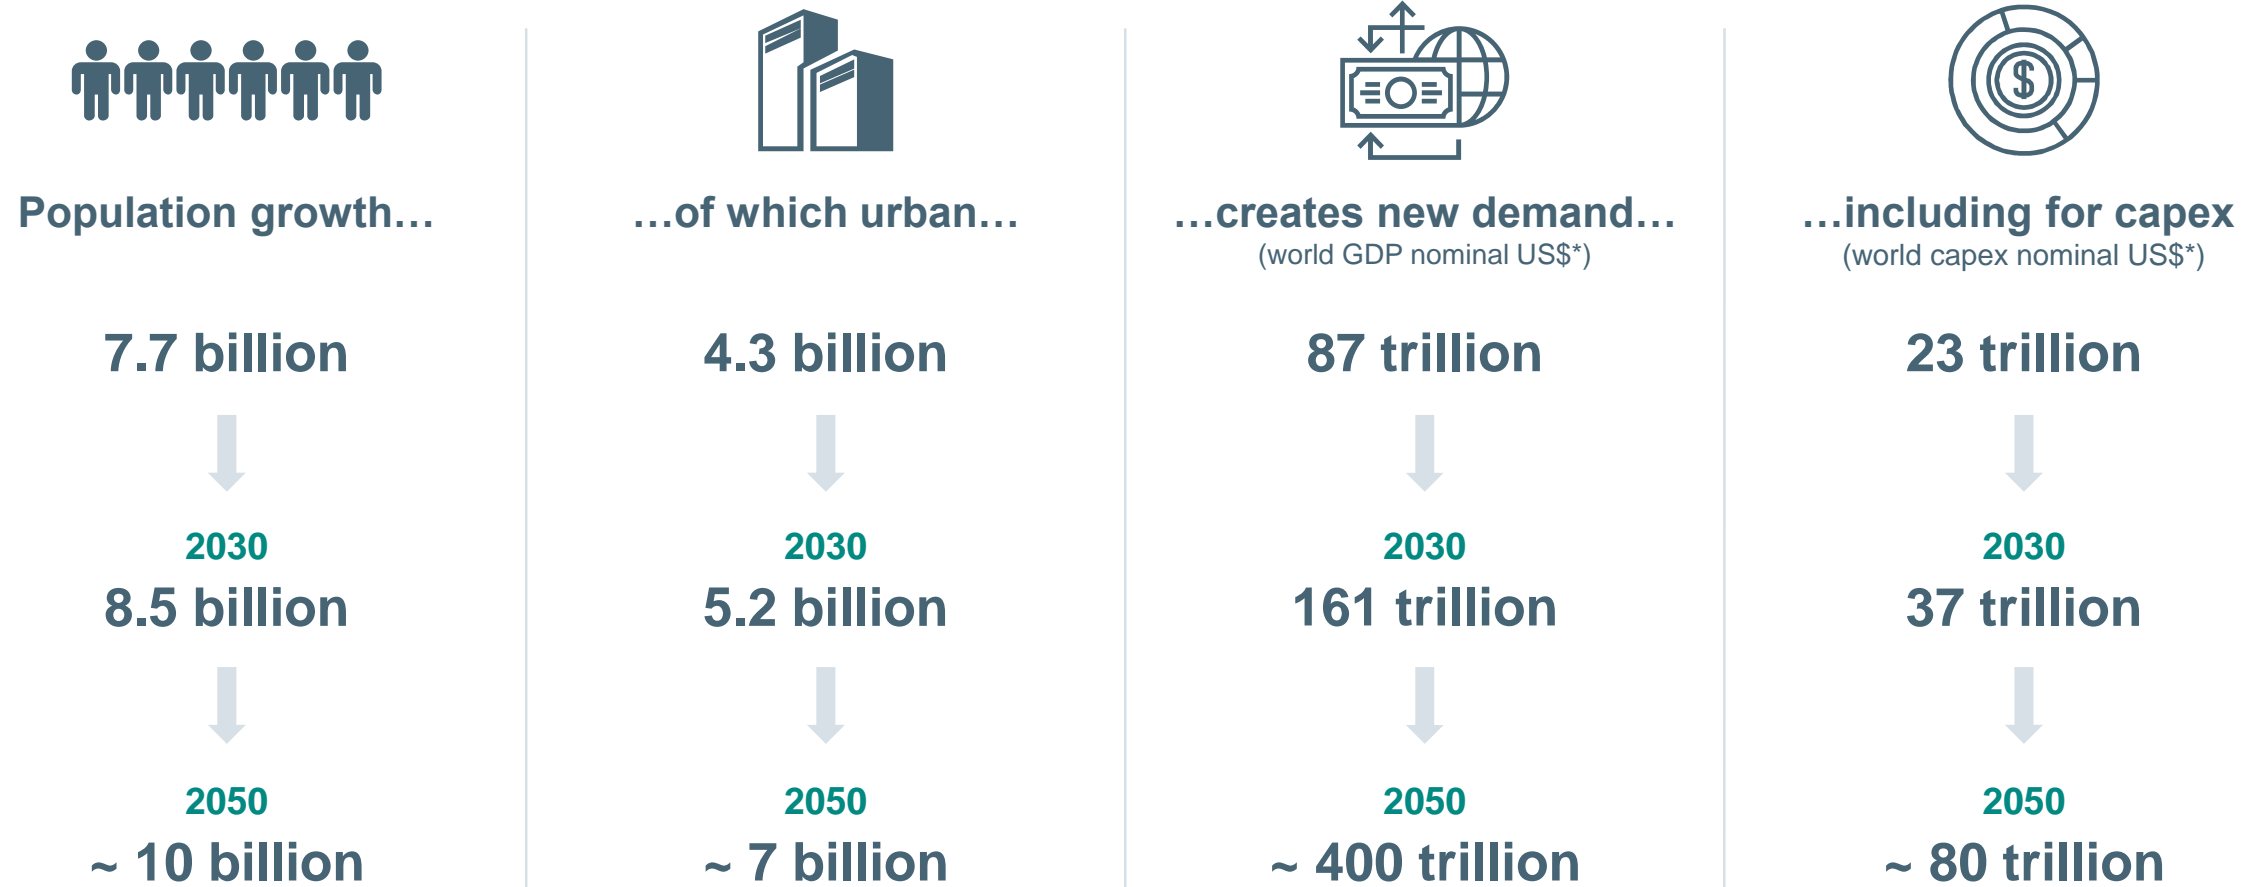 Population growth…
7.7 billion
2030
8.5 billion
2050
~ 10 billion
…of which urban…
4.3 billion
2030
5.2 billion
2050
~ 7 billion
…creates new demand…
(world GDP nominal US$*)
87 trillion
2030
161 trillion
2050
~ 400 trillion
…including for capex
(world capex nominal US$*)
23 trillion
2030
37 trillion
2050
~ 80 trillion